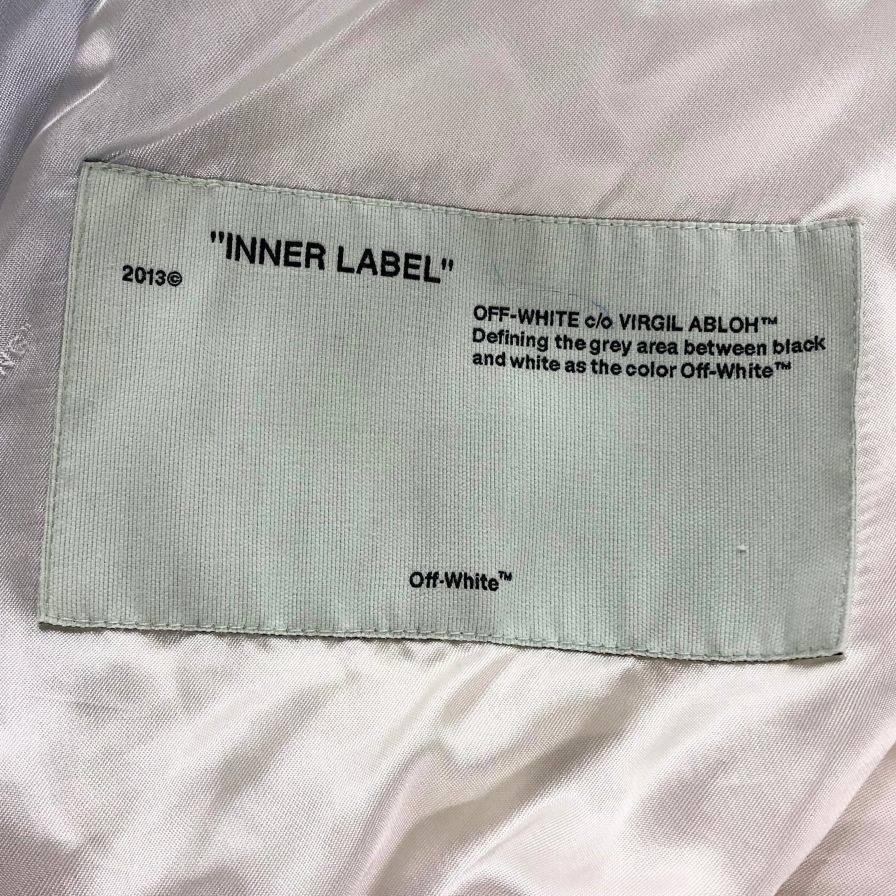 "INNER LABEL"
2013©
OFF-WHITE c/o VIRGIL ABLOH™
Defining the grey area between black
and white as the color Off-White™
Off-White™